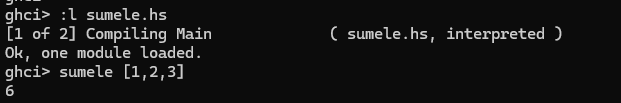 ghci> :l sumele.hs
[1 of 2] Compiling Main             ( sumele.hs, interpreted )
Ok, one module loaded.
ghci> sumele [1,2,3]
6